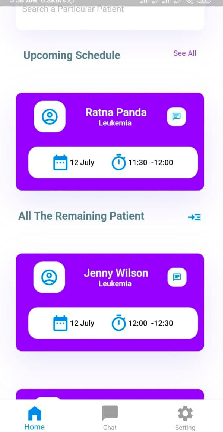 Search a Particular Patient
Upcoming Schedule
See All
Ratna Panda
Leukemia
12 July
11:30 -12:00
All The Remaining Patient
Jenny Wilson
Leukemia
12 July
12:00 -12:30
Home
Chat
Setting